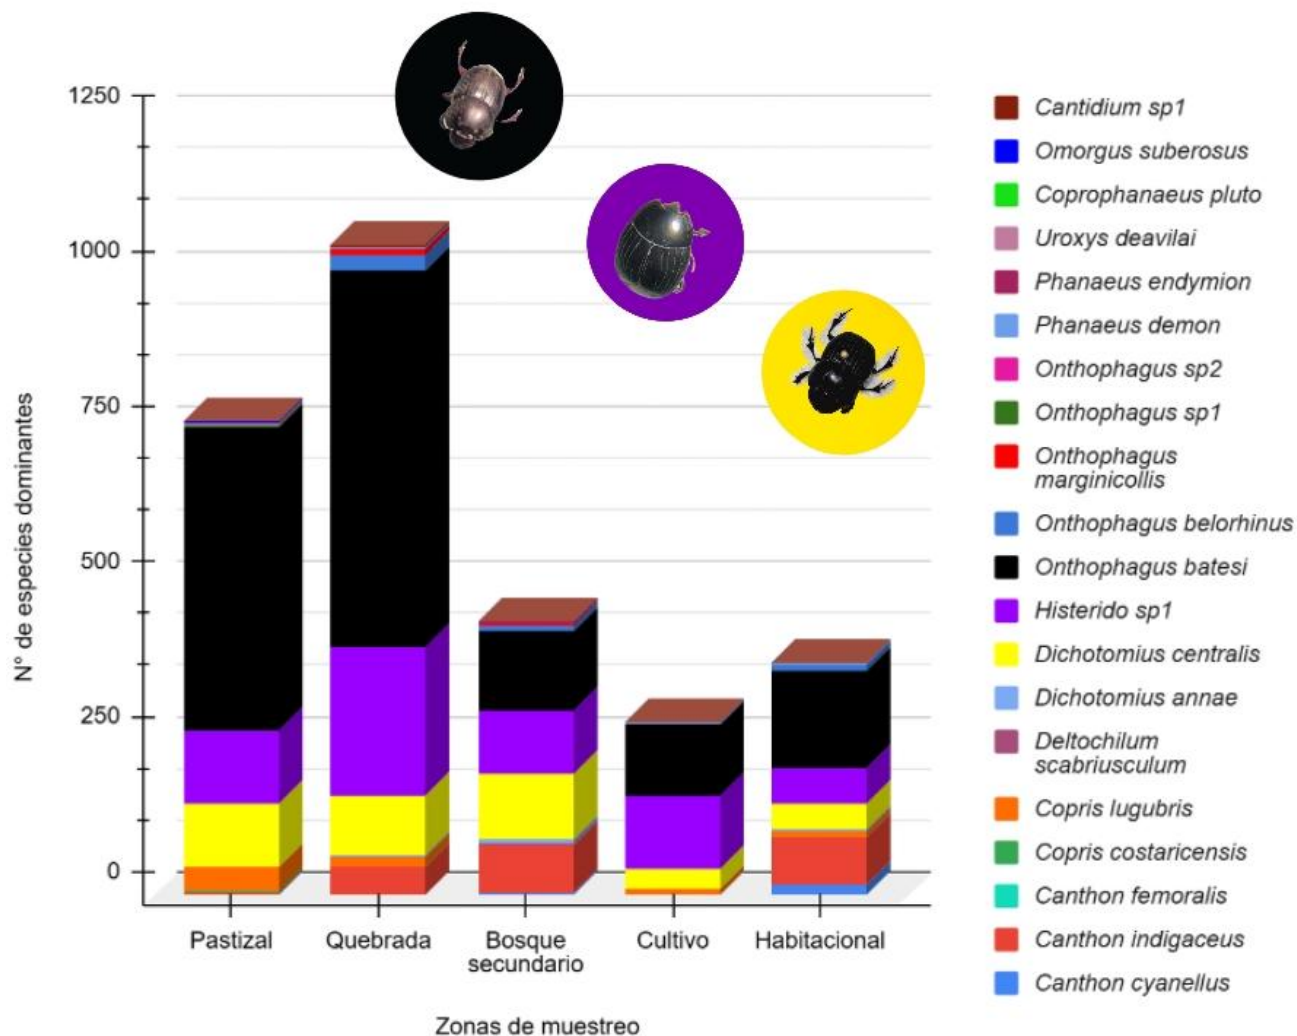 1250
1000
750
500
250
0
N° de especies dominantes
Pastizal
Quebrada
Bosque
secundario
Cultivo
Habitacional
Zonas de muestreo
Cantidium sp1
Omorgus suberosus
Coprophanaeus pluto
Uroxys deavilai
Phanaeus endymion
Phanaeus demon
Onthophagus sp2
Onthophagus sp1
Onthophagus
marginicollis
Onthophagus belorhinus
Onthophagus batesi
Histerido sp1
Dichotomius centralis
Dichotomius annae
Deltochilum
scabriusculum
Copris lugubris
Copris costaricensis
Canthon femoralis
Canthon indigaceus
Canthon cyanellus